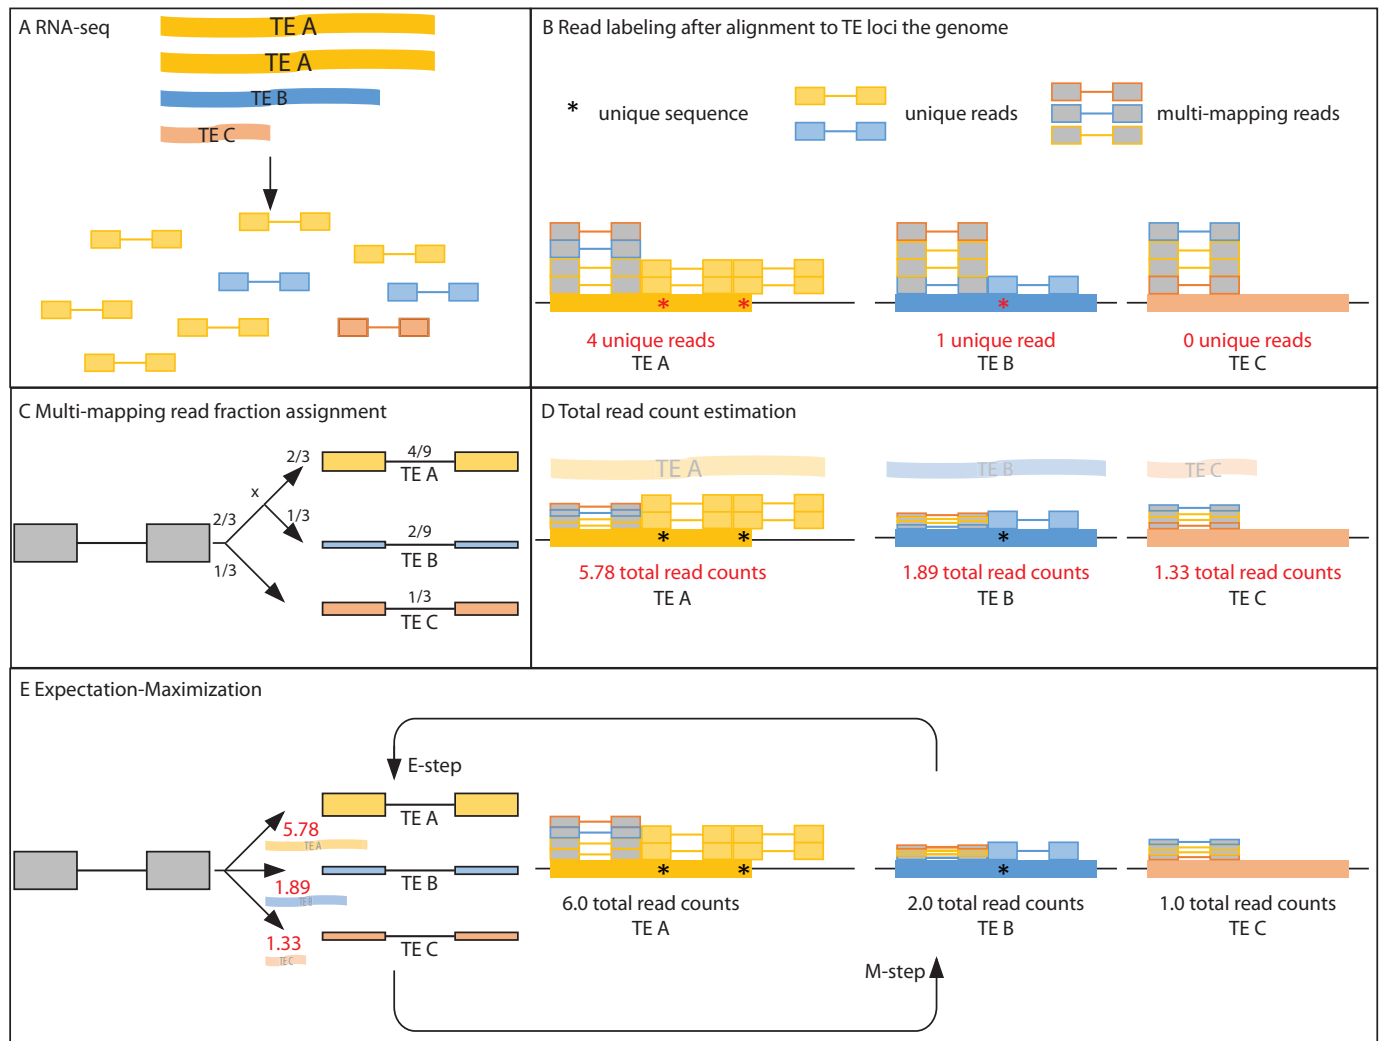 A RNA-seq
TE A
TE A
TE B
TE C
B Read labeling after alignment to TE loci the genome
* unique sequence
unique reads
multi-mapping reads
* *
*
4 unique reads
TE A
1 unique read
TE B
0 unique reads
TE C
C Multi-mapping read fraction assignment
2/3
x
1/3
2/3
1/3
4/9
TE A
2/9
TE B
1/3
TE C
D Total read count estimation
TE A
TE B
TE C
* *
*
5.78 total read counts
TE A
1.89 total read counts
TE B
1.33 total read counts
TE C
E Expectation-Maximization
E-step
TE A
5.78
TE A
TE B
1.89
TE B
TE C
1.33
TE C
* *
*
6.0 total read counts
TE A
2.0 total read counts
TE B
1.0 total read counts
TE C
M-step